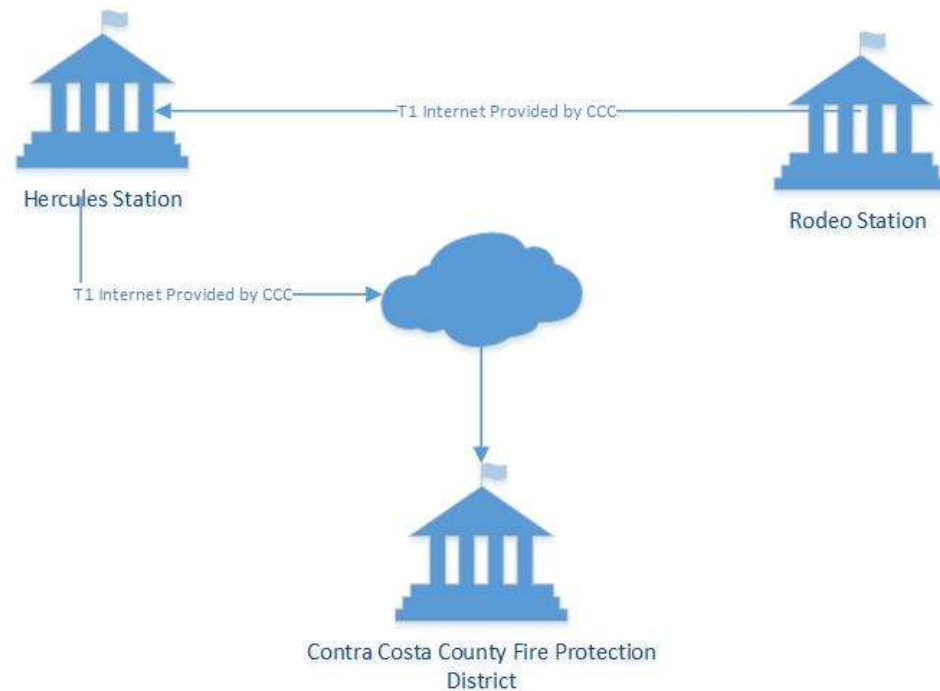 T1 Internet Provided by CCC
Hercules Station
Rodeo Station
T1 Internet Provided by CCC
Contra Costa County Fire Protection
District